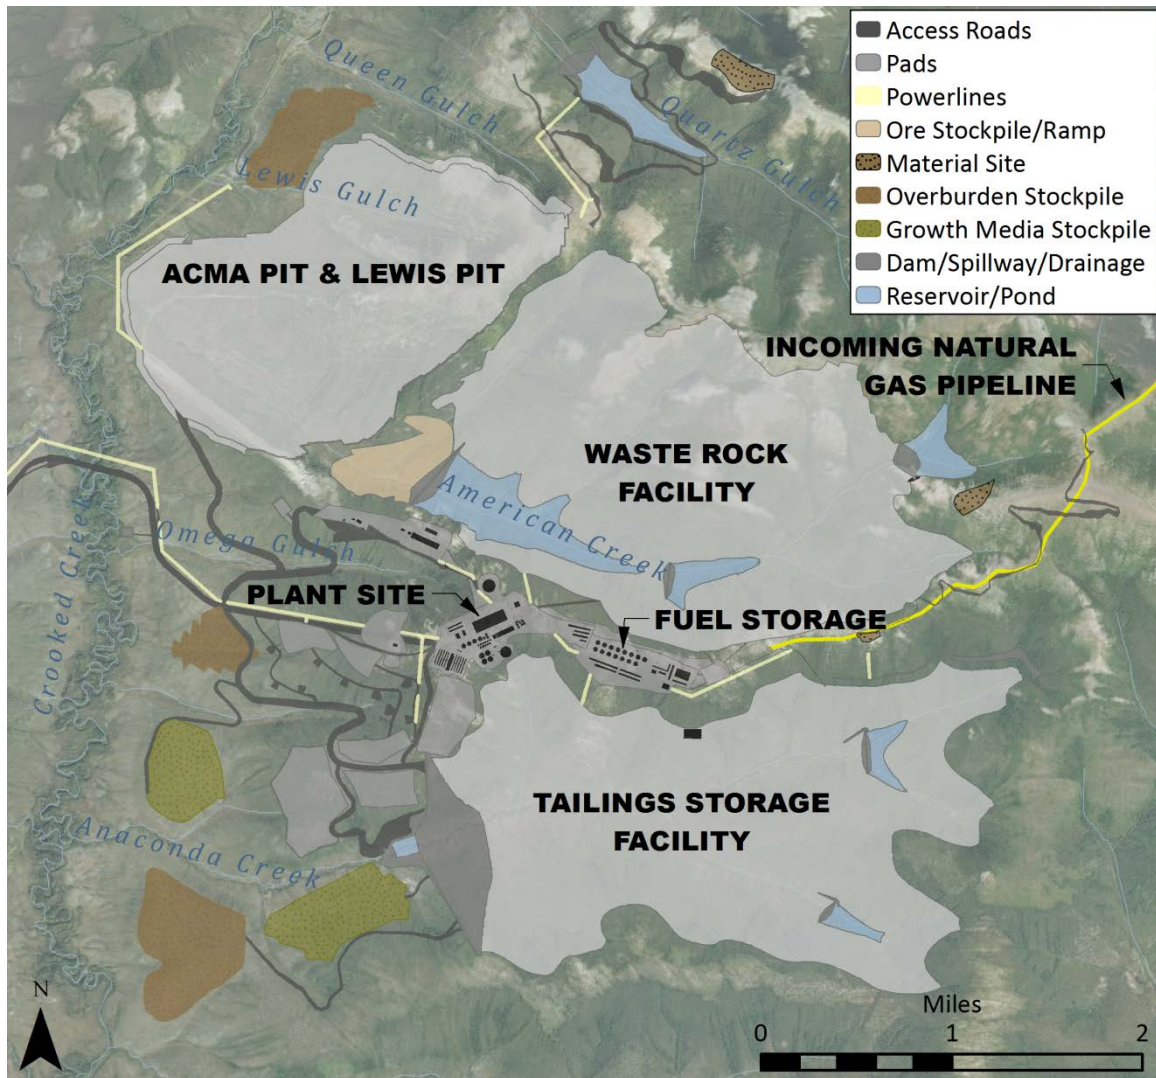 Access Roads
Pads
Powerlines
Ore Stockpile/Ramp
Material Site
Overburden Stockpile
Growth Media Stockpile
Dam/Spillway/Drainage
Reservoir/Pond
Queen Gulch
Quartz Gulch
Lewis Gulch
ACMA PIT & LEWIS PIT
INCOMING NATURAL
GAS PIPELINE
WASTE ROCK
FACILITY
American Creek
Omega Gulch
Crooked Creek
PLANT SITE
FUEL STORAGE
TAILINGS STORAGE
FACILITY
Anaconda Creek
N
Miles
0 1 2